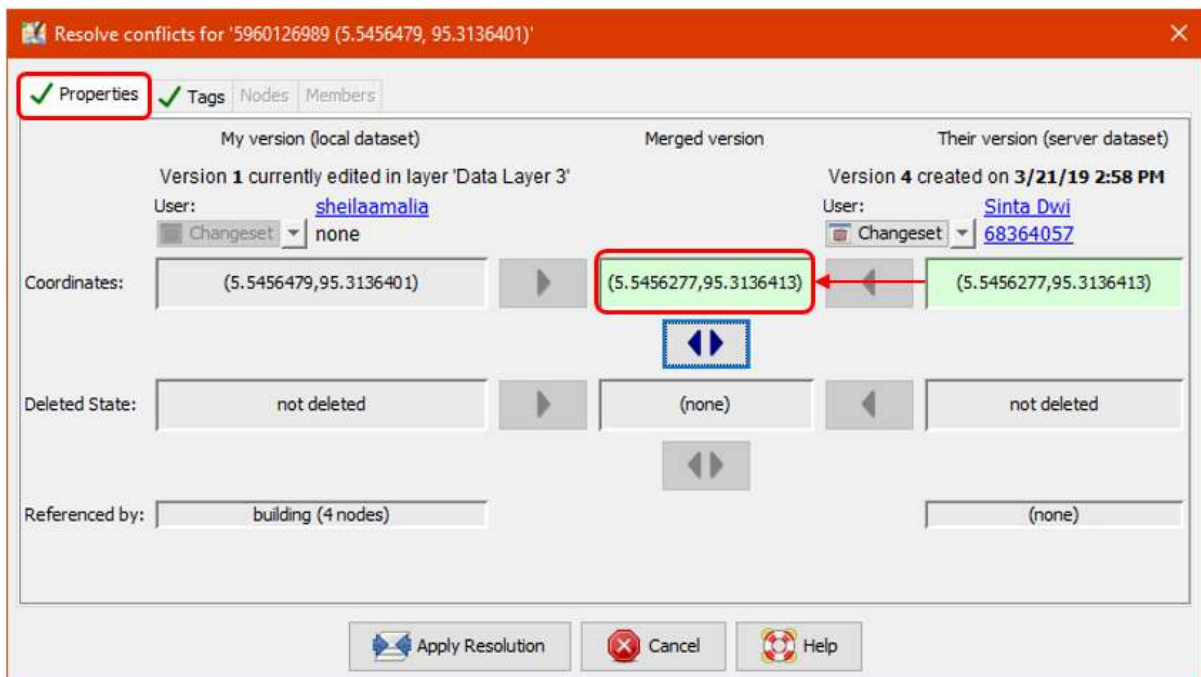 Resolve conflicts for '5960126989 (5.5456479, 95.3136401)'
Properties Tags Nodes Members
My version (local dataset) Merged version Their version (server dataset)
Version 1 currently edited in layer 'Data Layer 3' Version 4 created on 3/21/19 2:58 PM
User: sheilaamalia User: Sinta Dwi
Changeset none Changeset 68364057
Coordinates: (5.5456479,95.3136401) (5.5456277,95.3136413) (5.5456277,95.3136413)
Deleted State: not deleted (none) not deleted
Referenced by: building (4 nodes) (none)
Apply Resolution Cancel Help